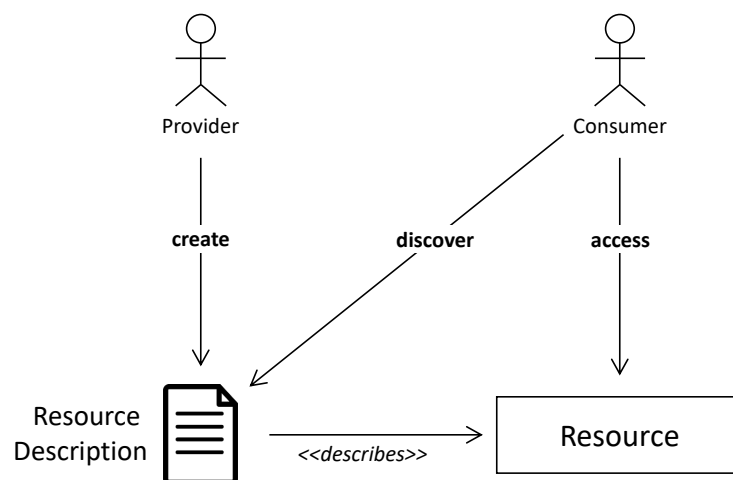 Provider
Consumer
create
discover
access
Resource
Description
<<describes>>
Resource